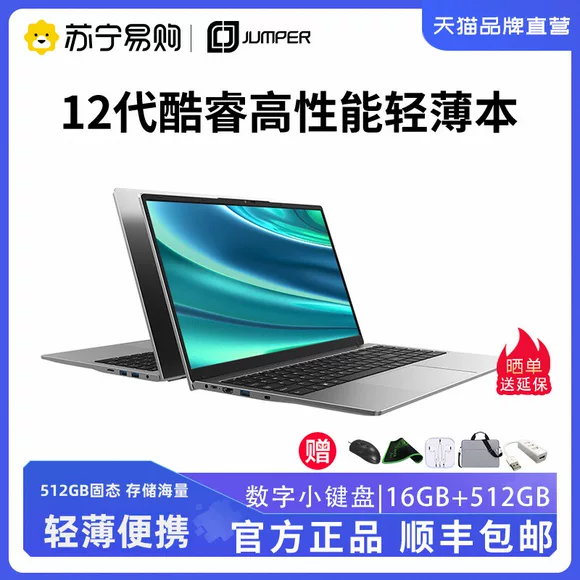 苏宁易购
JUMPER
天猫品牌直营
12代酷睿高性能轻薄本
晒单
送延保
赠
512GB固态 存储海量
数字小键盘|16GB+512GB
轻薄便携
官方正品 顺丰包邮